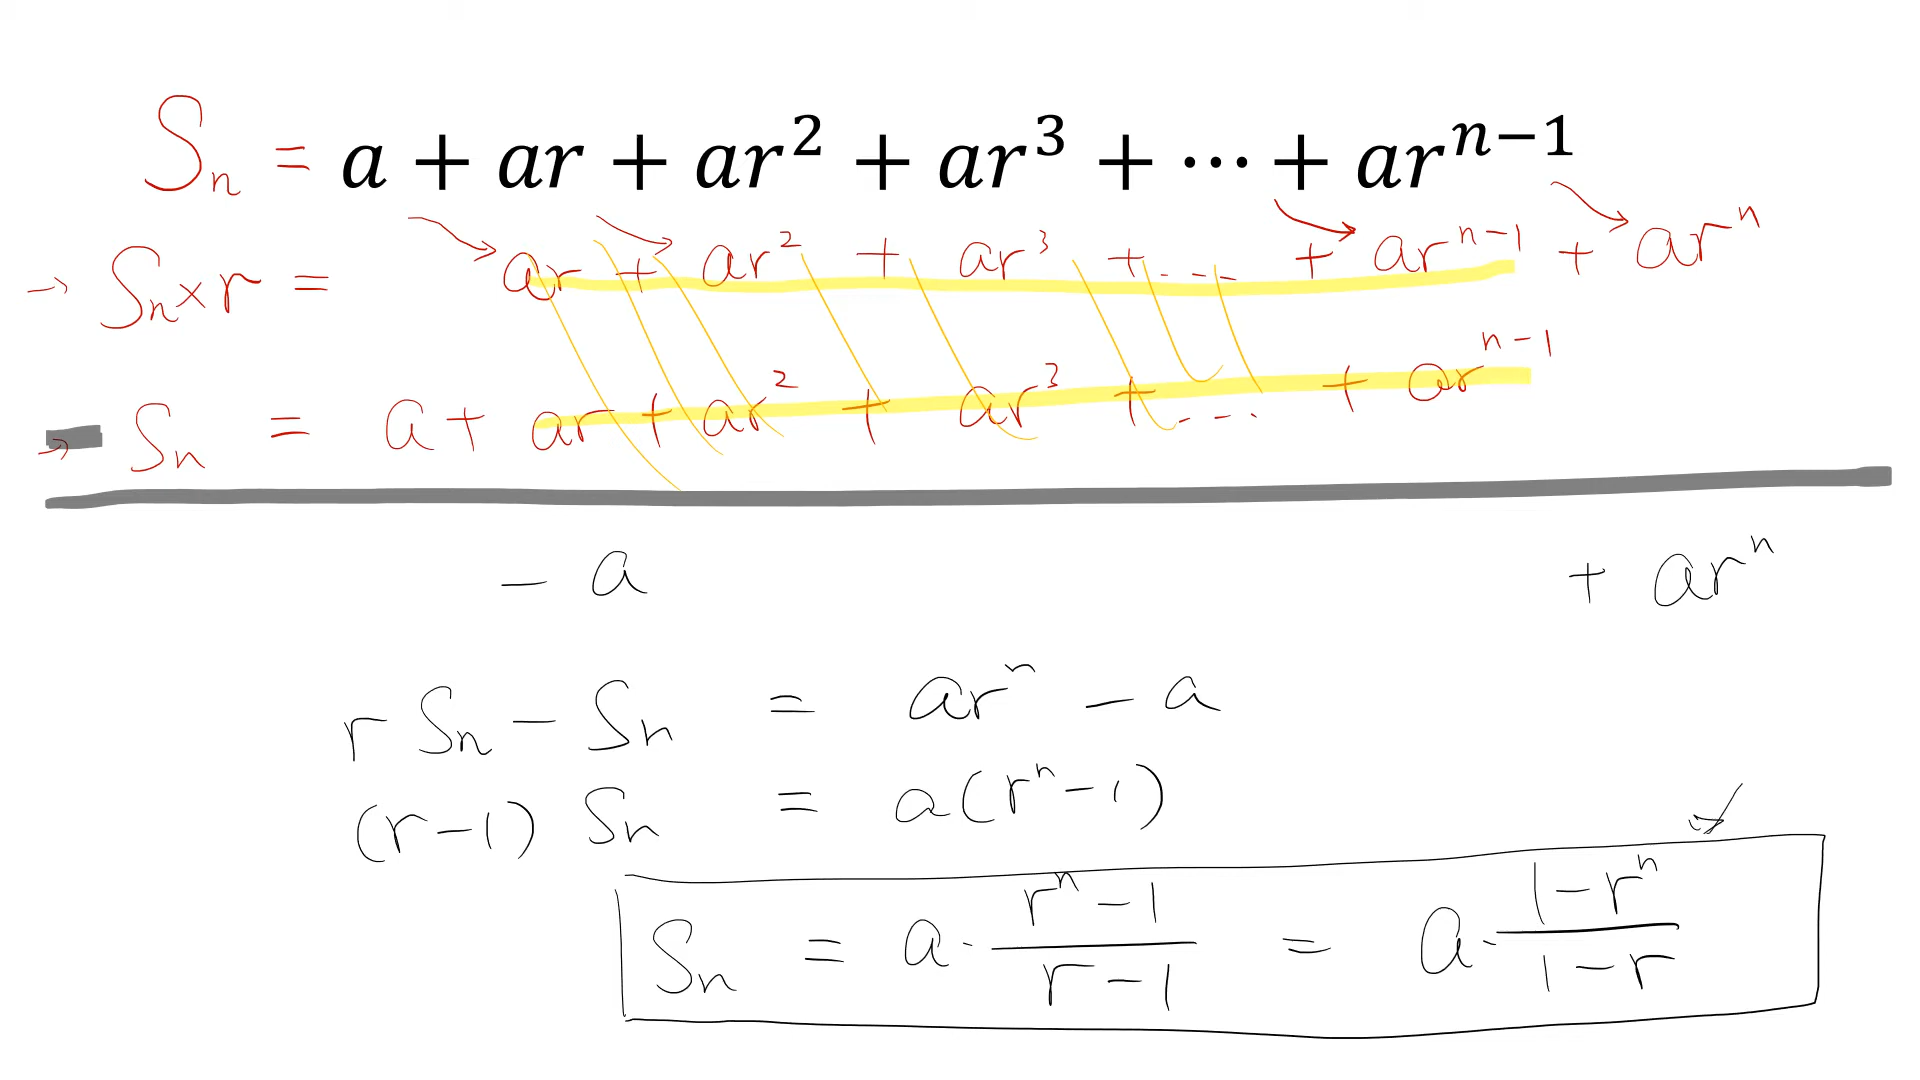 Sₙ = a + ar + ar² + ar³ + ⋯ + arⁿ⁻¹
→ Sₙ × r = ar + ar² + ar³ + ... + arⁿ⁻¹ + arⁿ
→ Sₙ = a + ar + ar² + ar³ + ... + arⁿ⁻¹
− a + arⁿ
r Sₙ − Sₙ = arⁿ − a
(r−1) Sₙ = a(rⁿ−1)
Sₙ = a · (rⁿ − 1)/(r − 1) = a · (1 − rⁿ)/(1 − r)